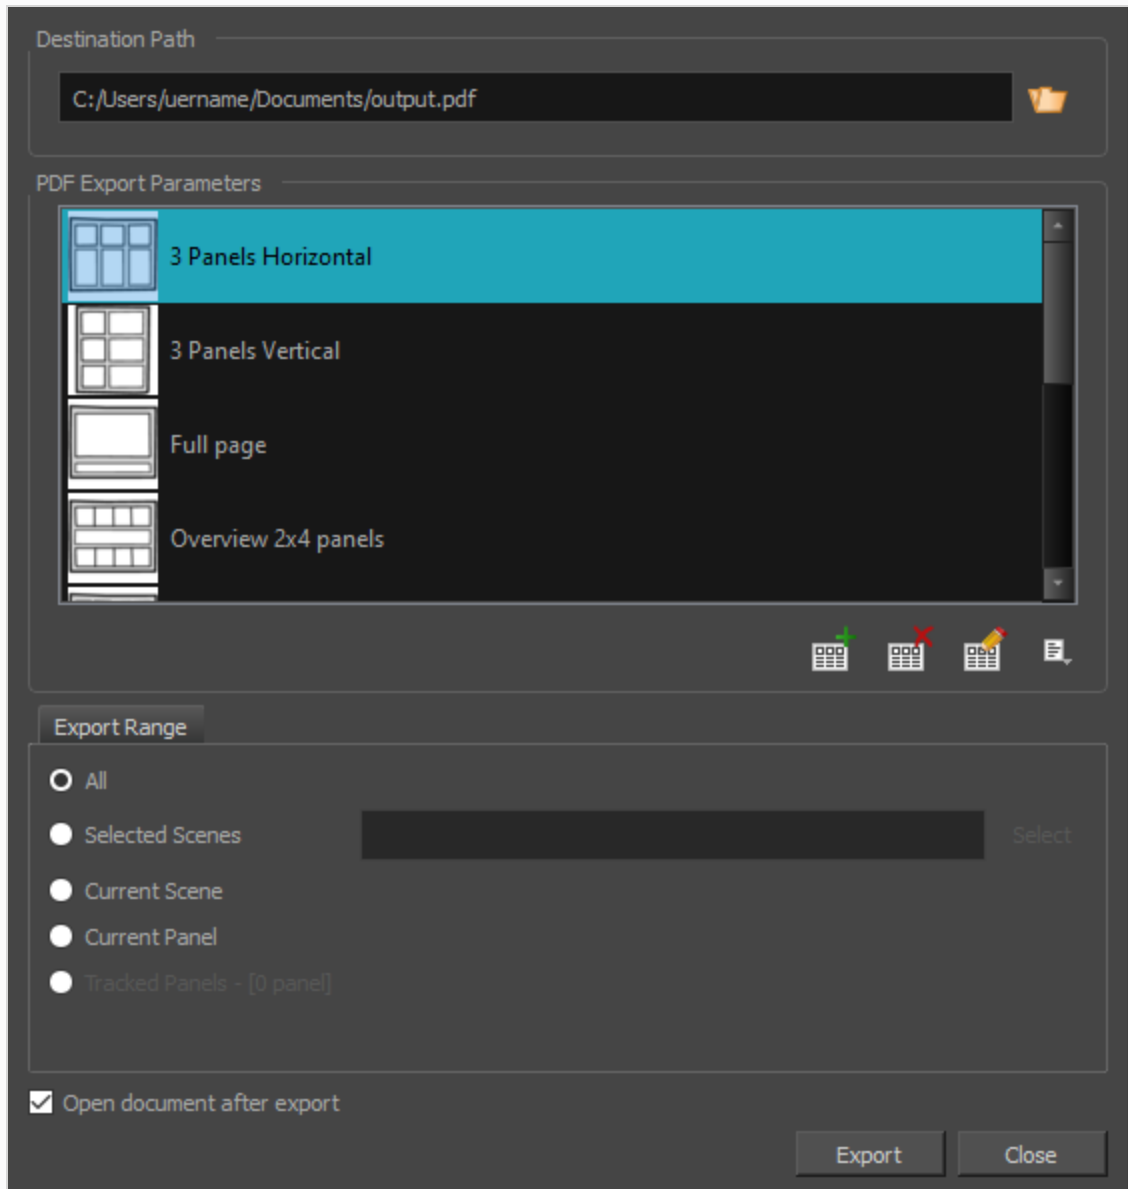 Destination Path
C:/Users/uername/Documents/output.pdf
PDF Export Parameters
3 Panels Horizontal
3 Panels Vertical
Full page
Overview 2x4 panels
Export Range
All
Selected Scenes Select
Current Scene
Current Panel
Tracked Panels - [0 panel]
Open document after export
Export Close